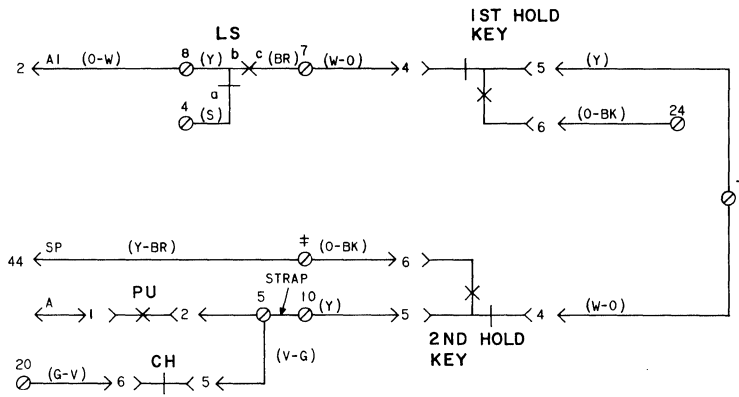 1ST HOLD
KEY
LS
2 A1 (O-W) 8 (Y) b c (BR) 7 (W-O) 4 5 (Y)
a
4 (S)
6 (O-BK) 24
44 SP (Y-BR) ‡ (O-BK) 6
STRAP
A 1 PU 2 5 10 (Y) 5 4 (W-O)
2ND HOLD
KEY
(V-G)
20 (G-V) 6 CH 5